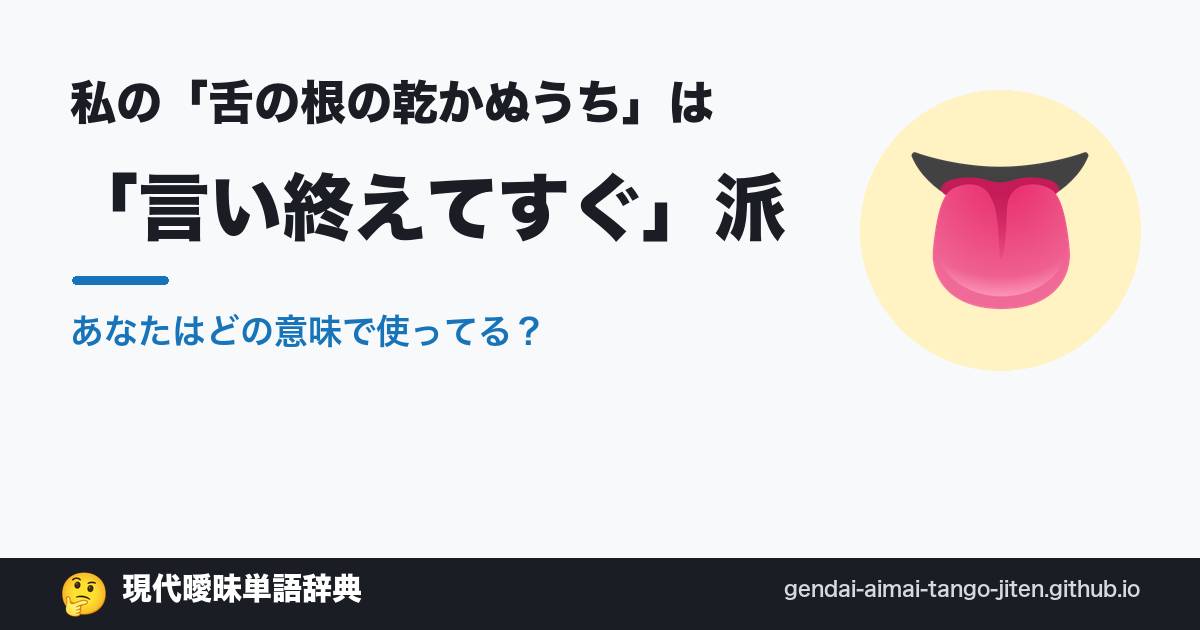 私の「舌の根の乾かぬうち」は
「言い終えてすぐ」派
あなたはどの意味で使ってる？
現代曖昧単語辞典
gendai-aimai-tango-jiten.github.io